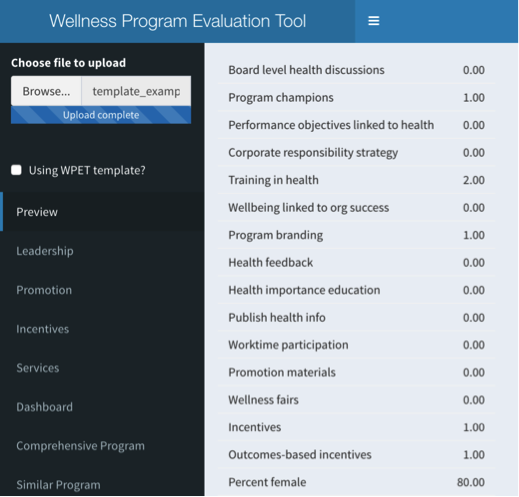 Wellness Program Evaluation Tool
Choose file to upload
Browse... template_examp
Upload complete
Using WPET template?
Preview
Leadership
Promotion
Incentives
Services
Dashboard
Comprehensive Program
Similar Program
Board level health discussions 0.00
Program champions 1.00
Performance objectives linked to health 0.00
Corporate responsibility strategy 0.00
Training in health 2.00
Wellbeing linked to org success 0.00
Program branding 1.00
Health feedback 0.00
Health importance education 0.00
Publish health info 0.00
Worktime participation 0.00
Promotion materials 0.00
Wellness fairs 0.00
Incentives 1.00
Outcomes-based incentives 1.00
Percent female 80.00